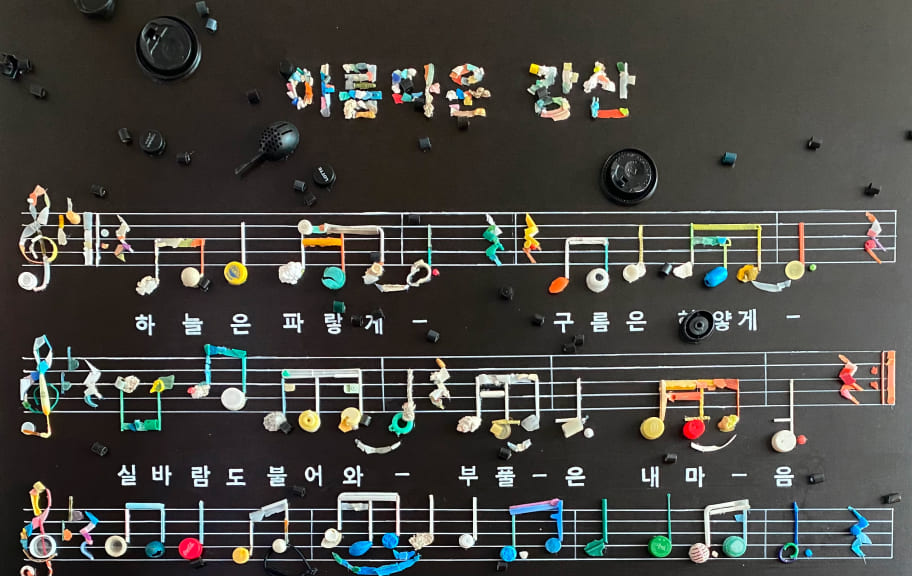 아름다운 강산
하 늘 은 파 랗 게 – 구 름 은 얗 게 –
실 바 람 도 불 어 와 – 부 풀 – 은 내 마 – 음